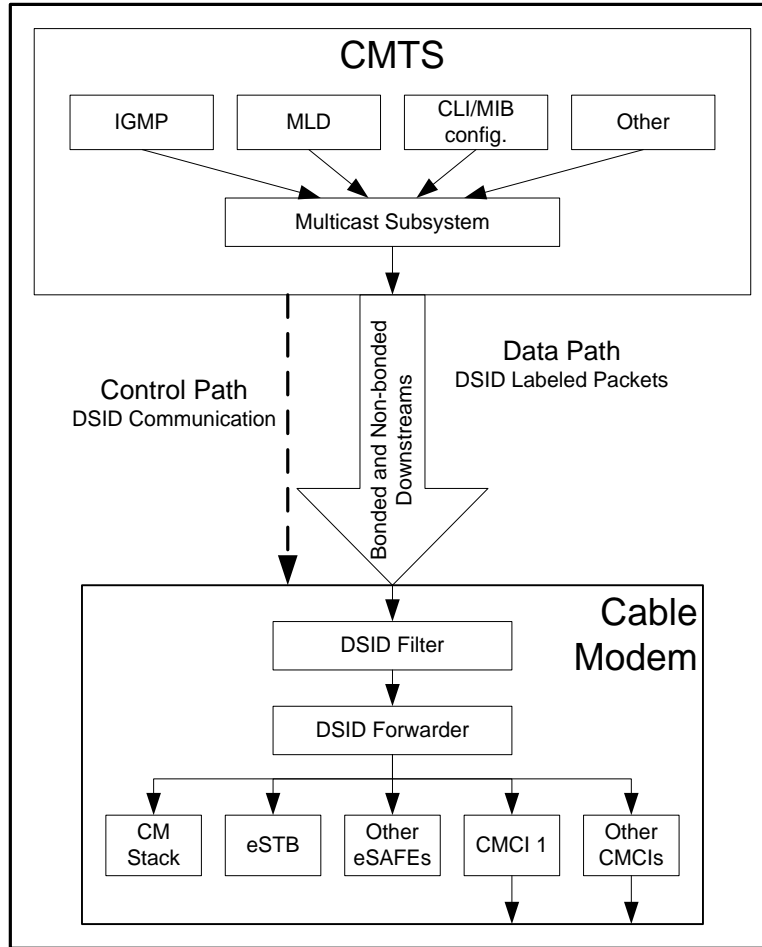 CMTS
IGMP
MLD
CLI/MIB
config.
Other
Multicast Subsystem
Control Path
DSID Communication
Bonded and Non-bonded
Downstreams
Data Path
DSID Labeled Packets
Cable
Modem
DSID Filter
DSID Forwarder
CM
Stack
eSTB
Other
eSAFEs
CMCI 1
Other
CMCIs